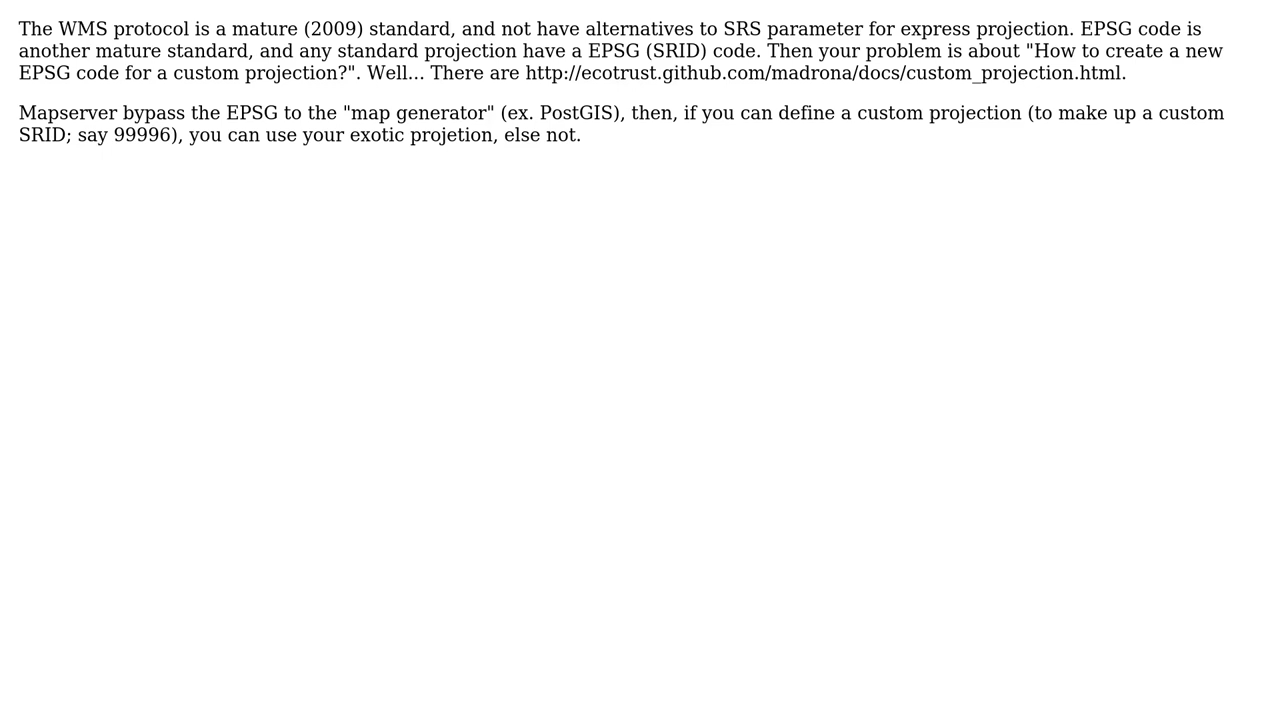 The WMS protocol is a mature (2009) standard, and not have alternatives to SRS parameter for express projection. EPSG code is
another mature standard, and any standard projection have a EPSG (SRID) code. Then your problem is about "How to create a new
EPSG code for a custom projection?". Well... There are http://ecotrust.github.com/madrona/docs/custom_projection.html.
Mapserver bypass the EPSG to the "map generator" (ex. PostGIS), then, if you can define a custom projection (to make up a custom
SRID; say 99996), you can use your exotic projetion, else not.